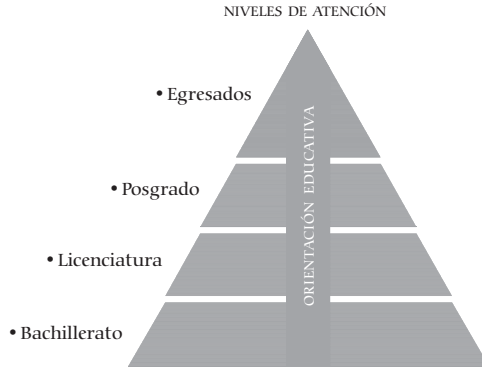 NIVELES DE ATENCIÓN
• Egresados
• Posgrado
• Licenciatura
• Bachillerato
ORIENTACIÓN EDUCATIVA